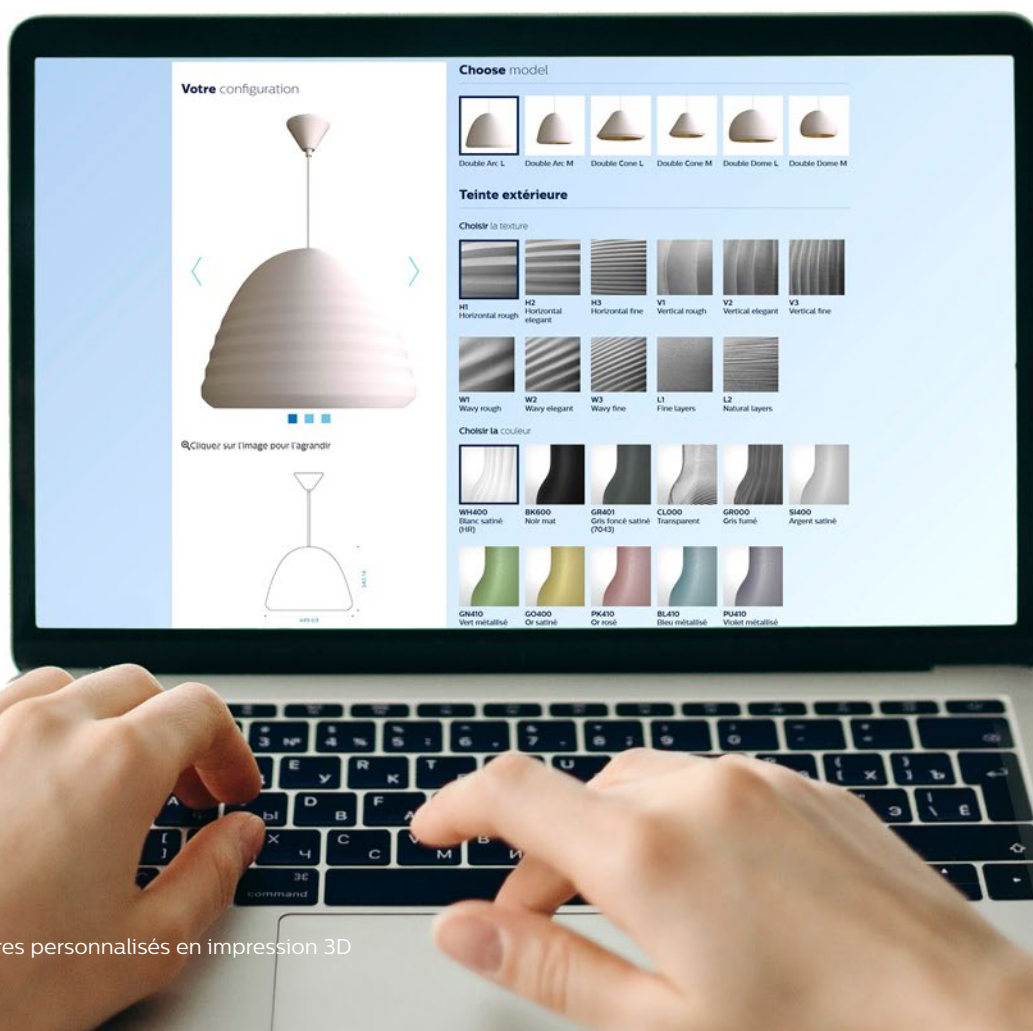 Votre configuration
Cliquez sur l'image pour l'agrandir
Choose model
Double Arc L
Double Arc M
Double Cone L
Double Cone M
Double Dome L
Double Dome M
Teinte extérieure
Choisir la texture
H1
Horizontal rough
H2
Horizontal
elegant
H3
Horizontal fine
V1
Vertical rough
V2
Vertical elegant
V3
Vertical fine
W1
Wavy rough
W2
Wavy elegant
W3
Wavy fine
L1
Fine layers
L2
Natural layers
Choisir la couleur
WH400
Blanc satiné
(HR)
BK600
Noir mat
GR401
Gris foncé satiné
(7043)
CL000
Transparent
GR000
Gris fumé
SI400
Argent satiné
GN410
Vert métallisé
GO400
Or satiné
PK410
Or rosé
BL410
Bleu métallisé
PU410
Violet métallisé
command
personnalisés en impression 3D